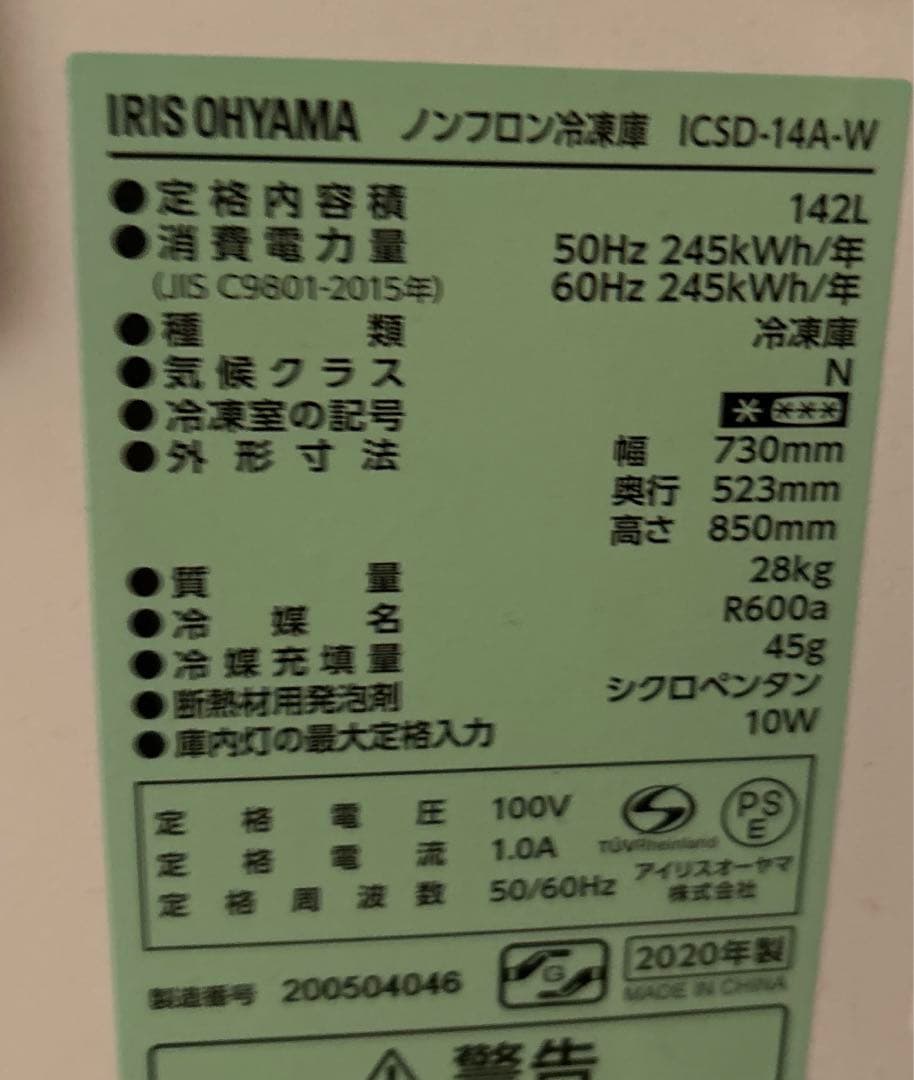 IRIS OHYAMA ノンフロン冷凍庫 ICSD-14A-W
●定格内容積 142L
●消費電力量 50Hz 245kWh/年
(JIS C9801-2015年) 60Hz 245kWh/年
●種類 冷凍庫
●気候クラス N
●冷凍室の記号 * ***
●外形寸法 幅 730mm
奥行 523mm
高さ 850mm
●質量 28kg
●冷媒名 R600a
●冷媒充填量 45g
●断熱材用発泡剤 シクロペンタン
●庫内灯の最大定格入力 10W
定格電圧 100V
定格電流 1.0A
定格周波数 50/60Hz
TÜVRheinland
PS
E
アイリスオーヤマ
株式会社
製造番号 200504046
G
2020年製
MADE IN CHINA
警告